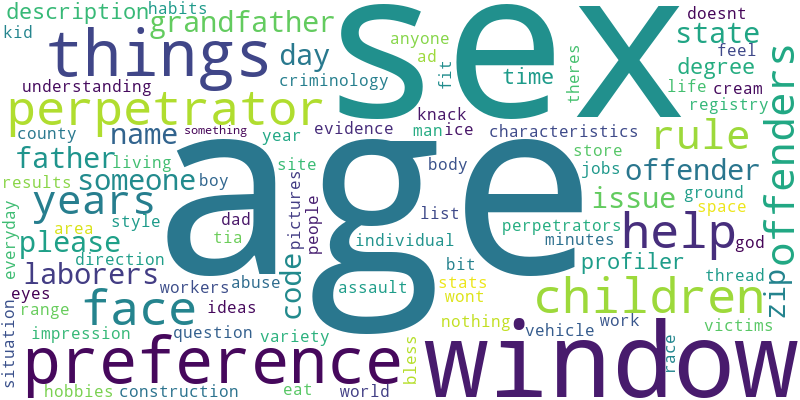 description
habits
grandfather
kid
things
day
sex
anyone
ad
criminology
fit
time
theres
doesnt
state
feel
degree
life
cream
registry
understanding
perpetrator
something
knack
man
ice
county
name
year
evidence
characteristics
rule
offenders
father
living
site
age
body
store
jobs
offender
results
someone
boy
pictures
people
list
ground
years
style
dad
issue
space
everyday
area
tia
individual
perpetrators
help
god
please
direction
code
minutes
bit
profiler
zip
laborers
workers
abuse
assault
stats
thread
eyes
range
face
ideas
wont
children
situation
impression
question
variety
nothing
vehicle
work
victims
preference
bless
window
race
hobbies
construction
eat
world